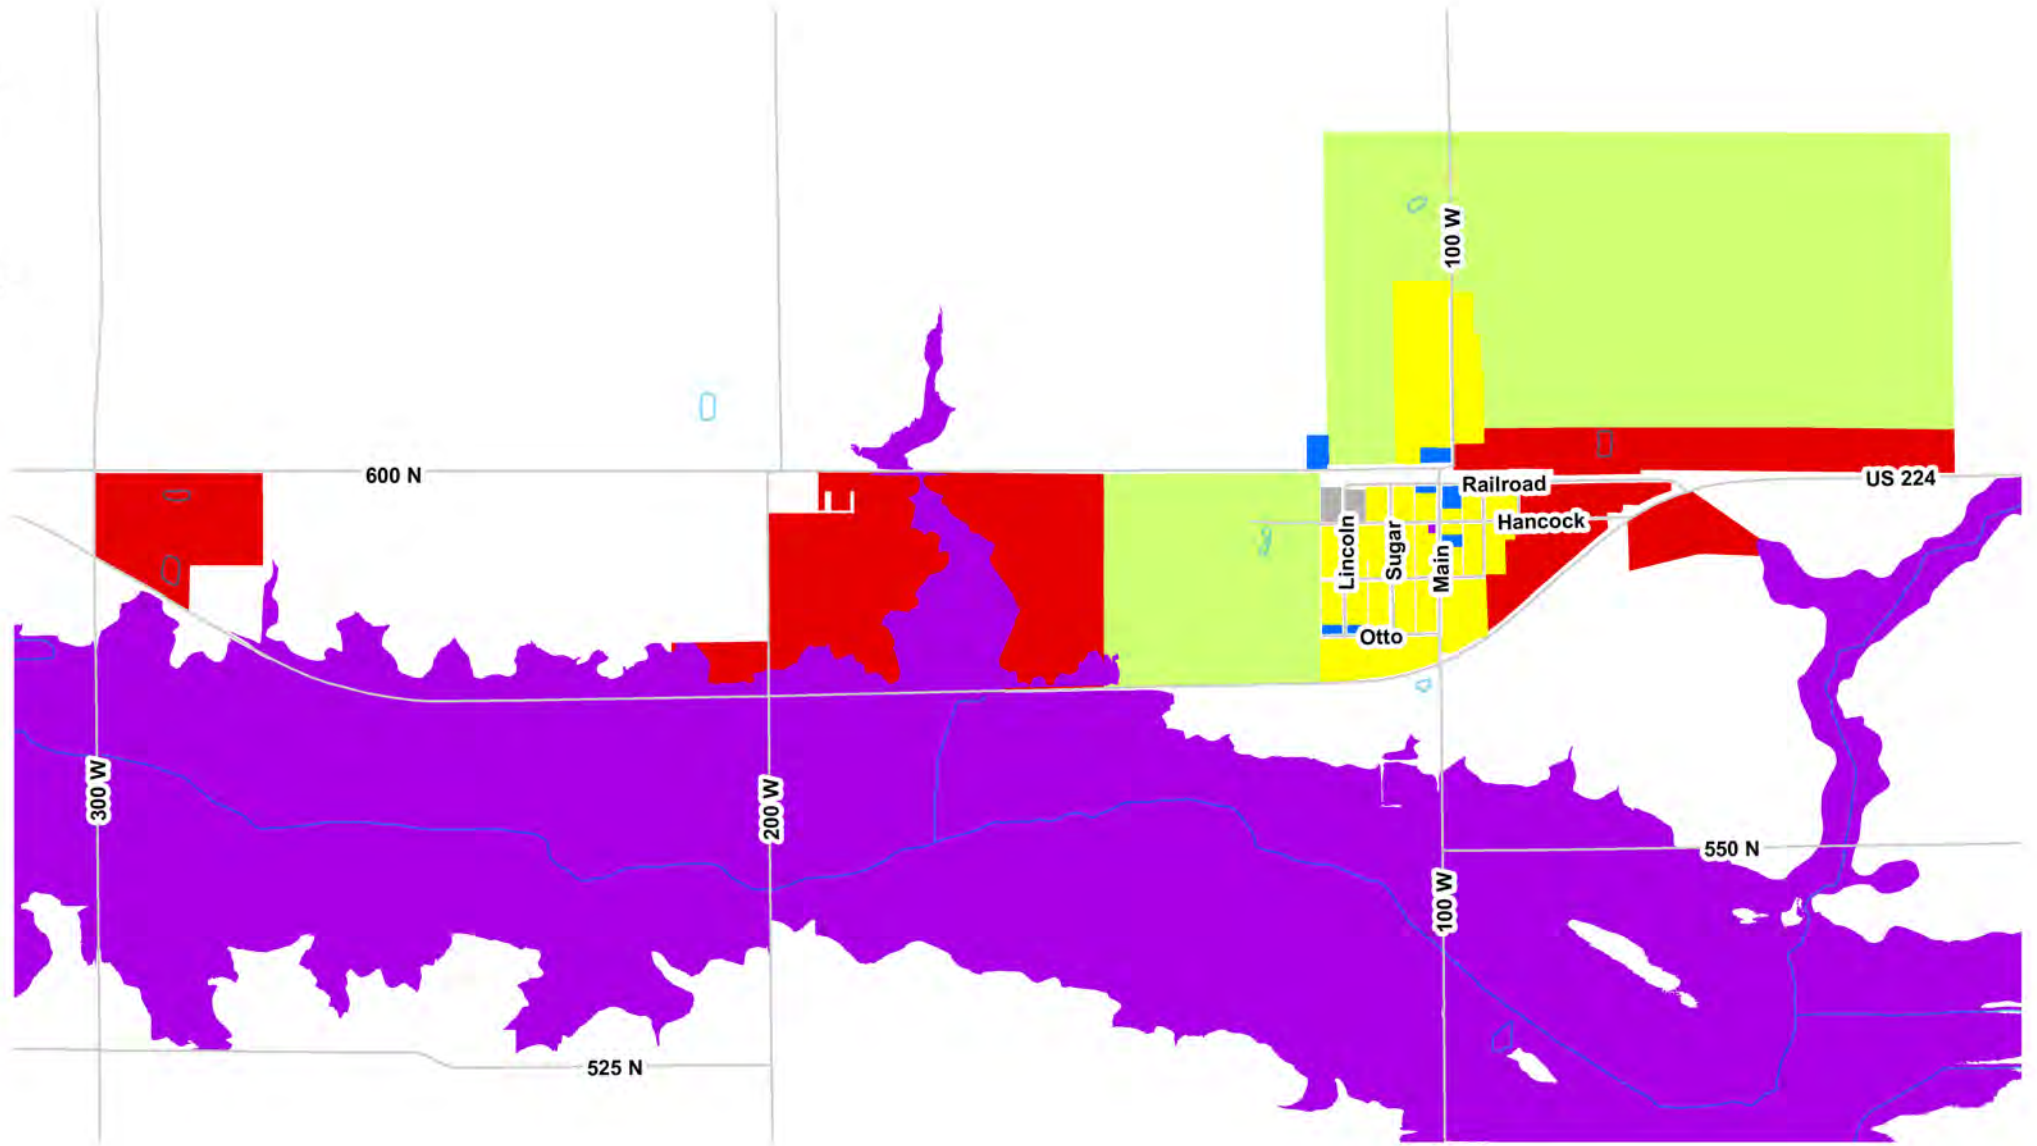 100 W
600 N
US 224
Railroad
Hancock
Lincoln
Sugar
Main
Otto
300 W
200 W
550 N
100 W
525 N